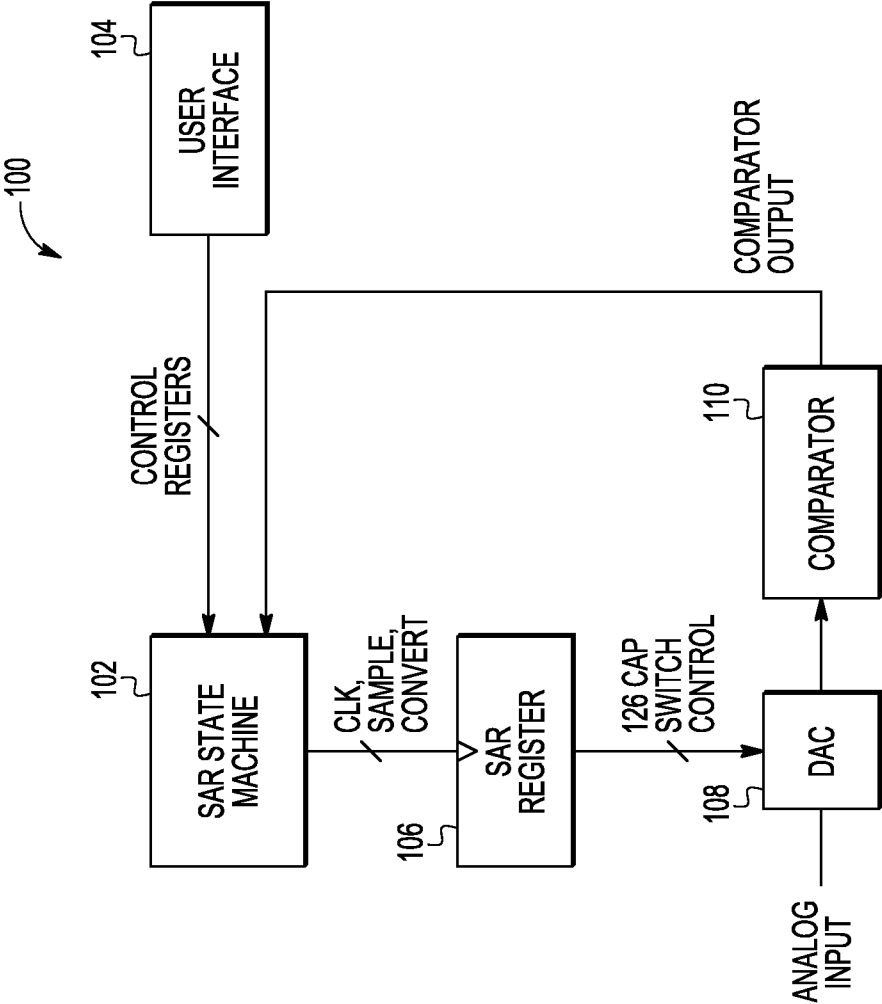 100
104
USER
INTERFACE
CONTROL
REGISTERS
102
SAR STATE
MACHINE
CLK,
SAMPLE,
CONVERT
106
SAR
REGISTER
126 CAP
SWITCH
CONTROL
108
DAC
ANALOG
INPUT
110
COMPARATOR
COMPARATOR
OUTPUT